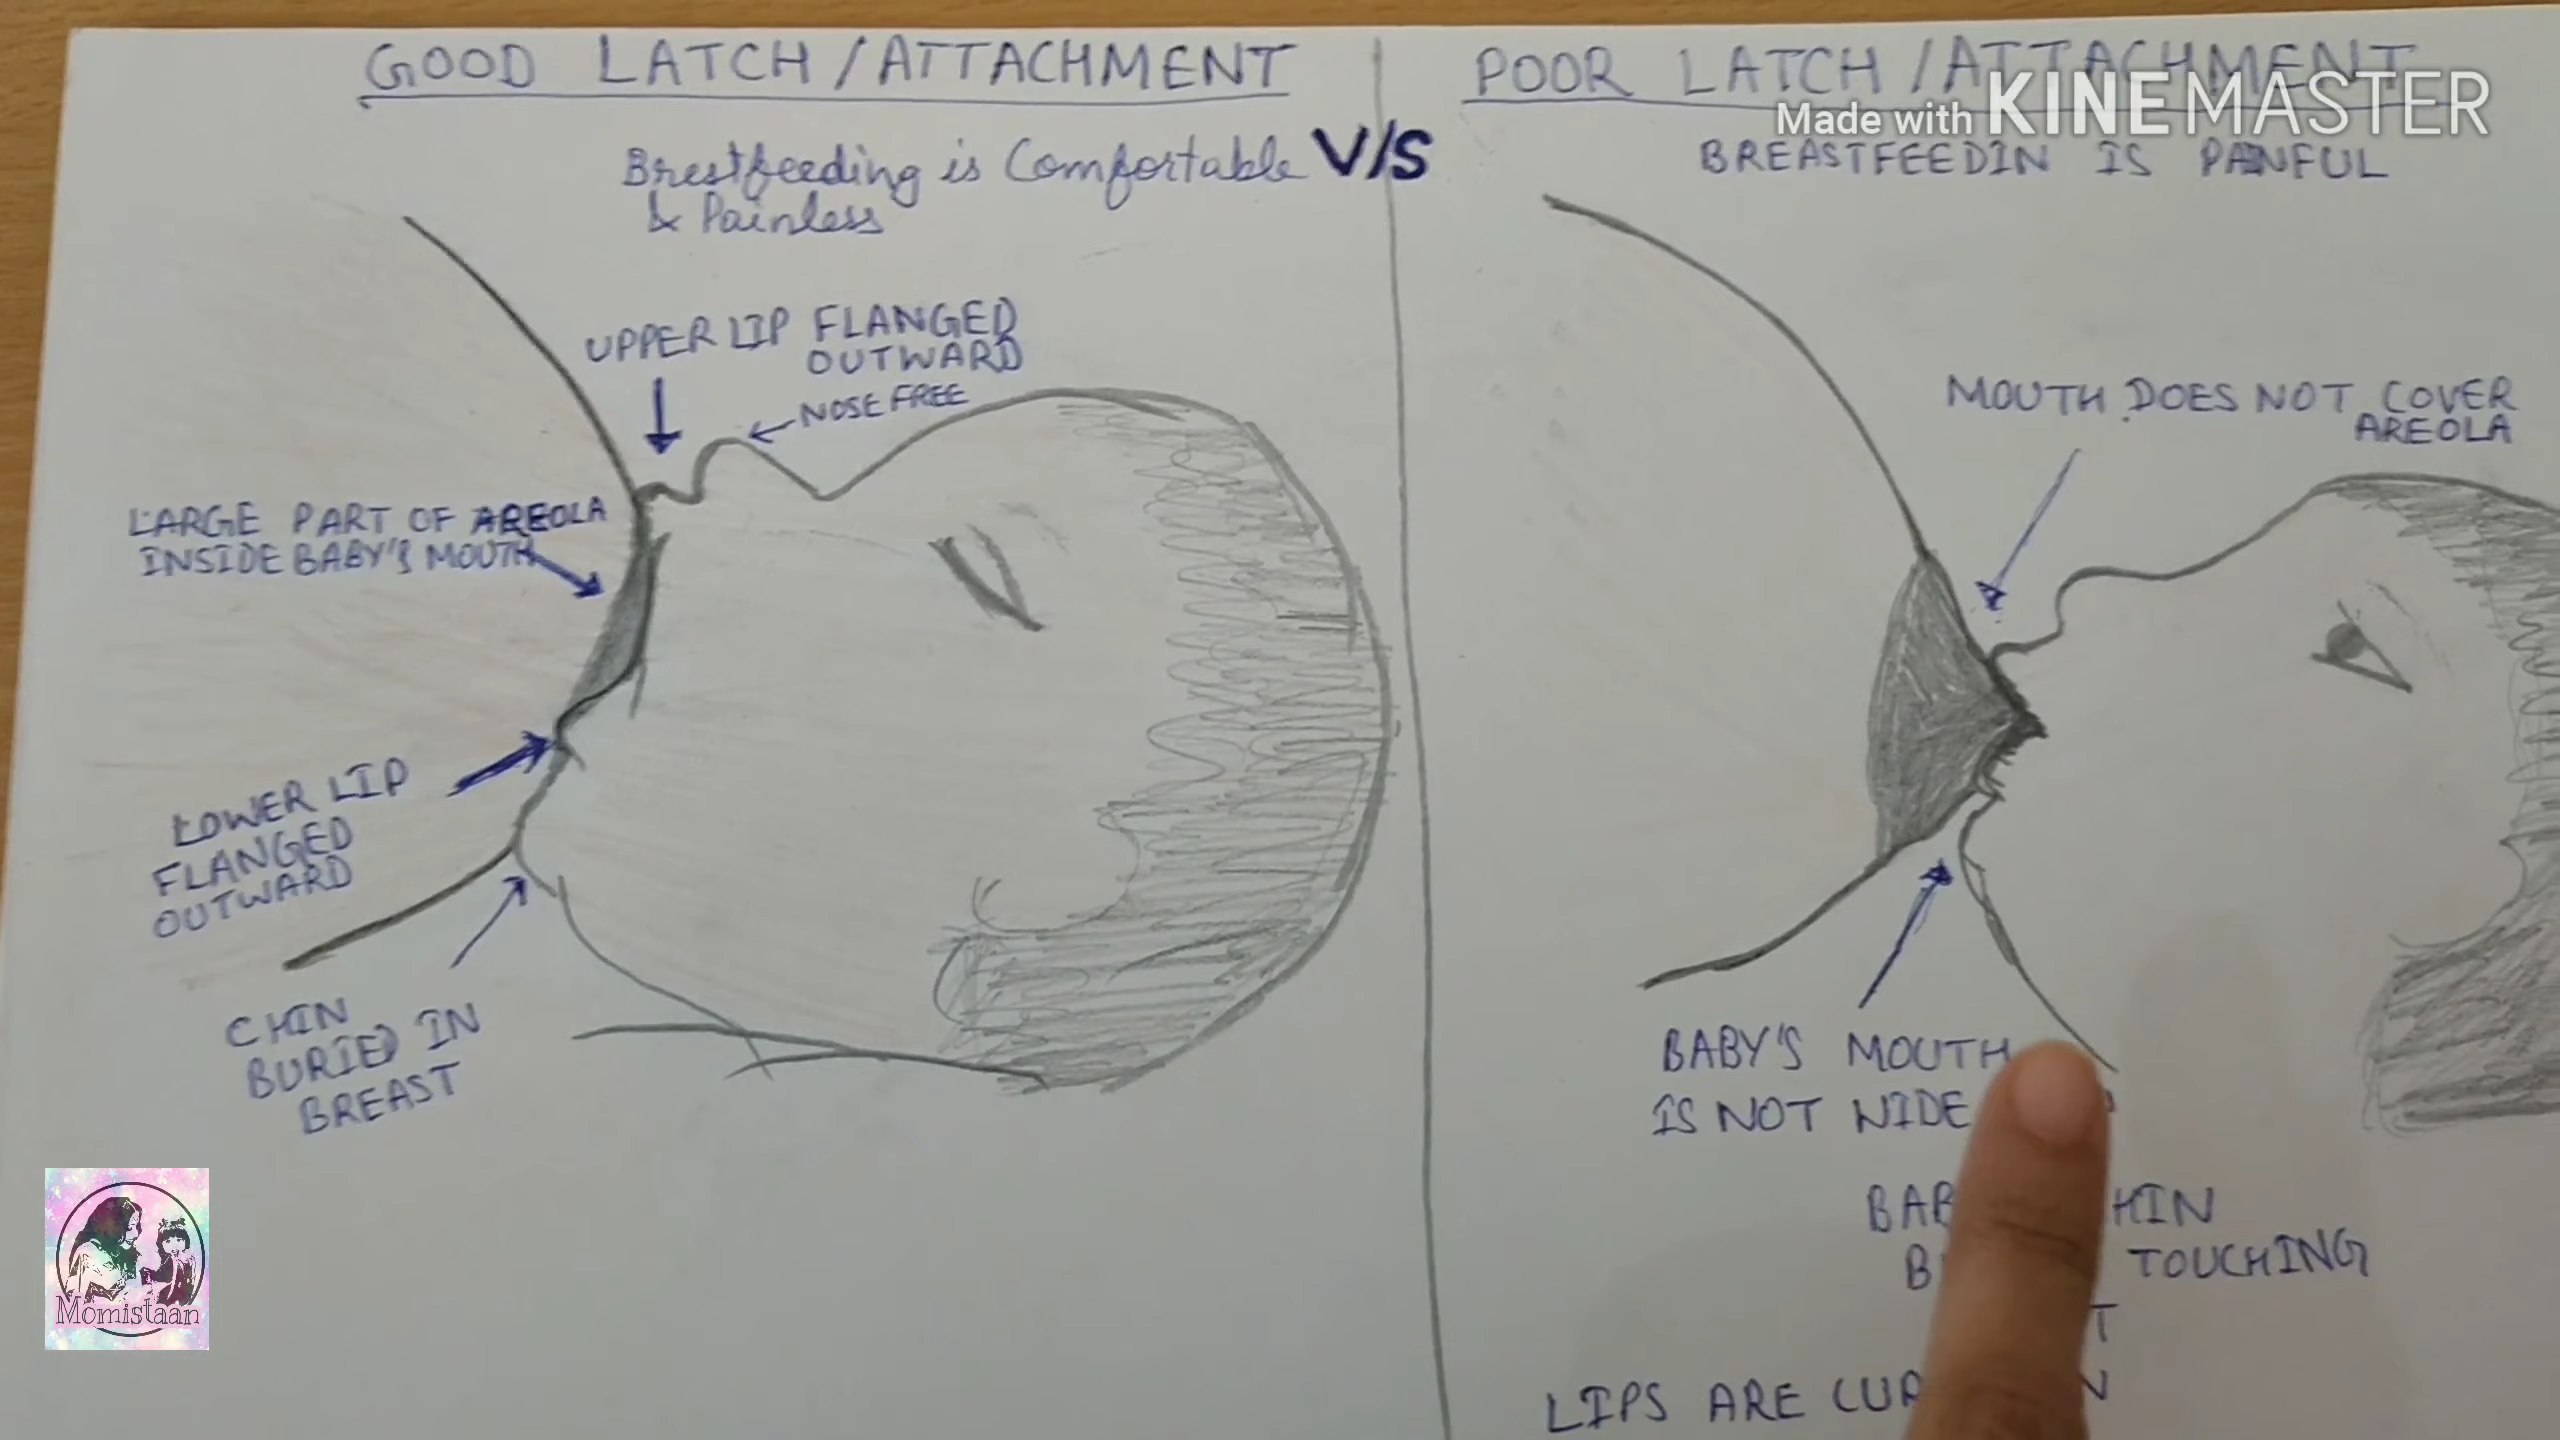 GOOD LATCH / ATTACHMENT
Brestfeeding is Comfortable
& Painless
V/S
UPPER LIP FLANGED
OUTWARD
NOSE FREE
LARGE PART OF AREOLA
INSIDE BABY'S MOUTH
LOWER LIP
FLANGED
OUTWARD
CHIN
BURIED IN
BREAST
Momistaan
POOR LATCH / ATTACHMENT
Made with KINEMASTER
BREASTFEEDIN IS PAINFUL
MOUTH DOES NOT COVER
AREOLA
BABY'S MOUTH
IS NOT WIDE
TOUCHING
LIPS ARE